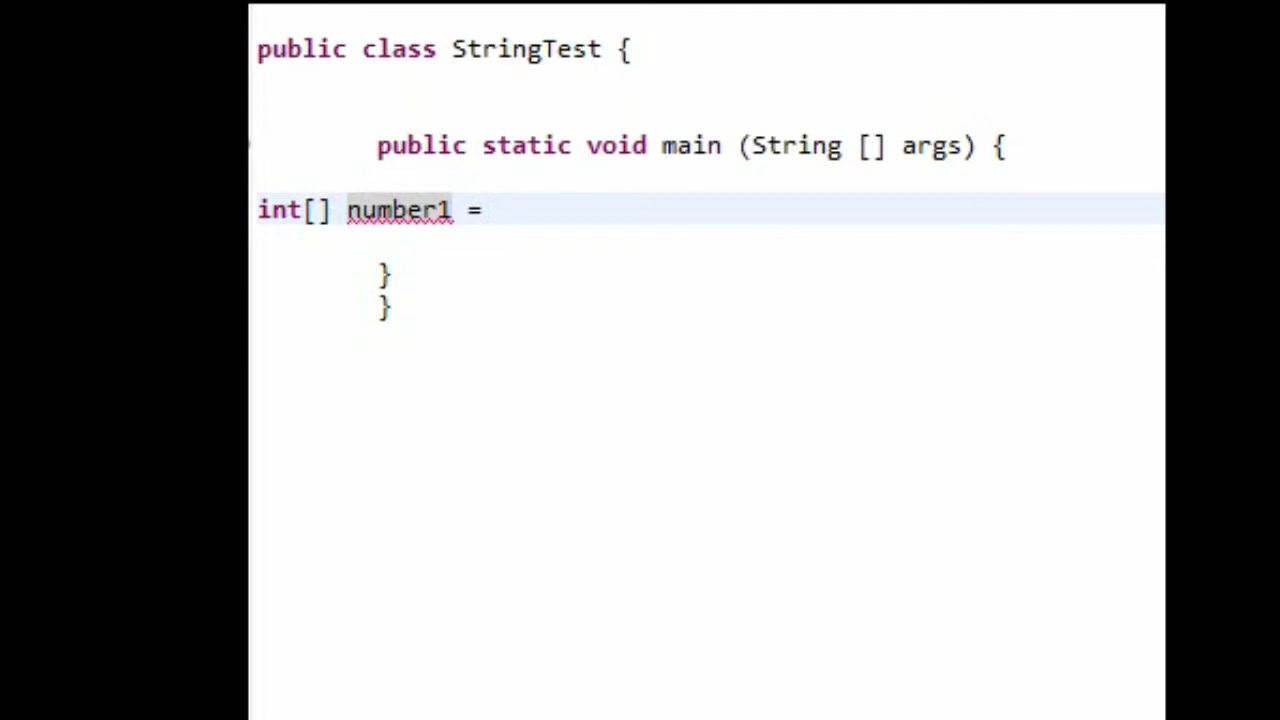 public class StringTest {
public static void main (String [] args) {
int[] number1 =
}
}